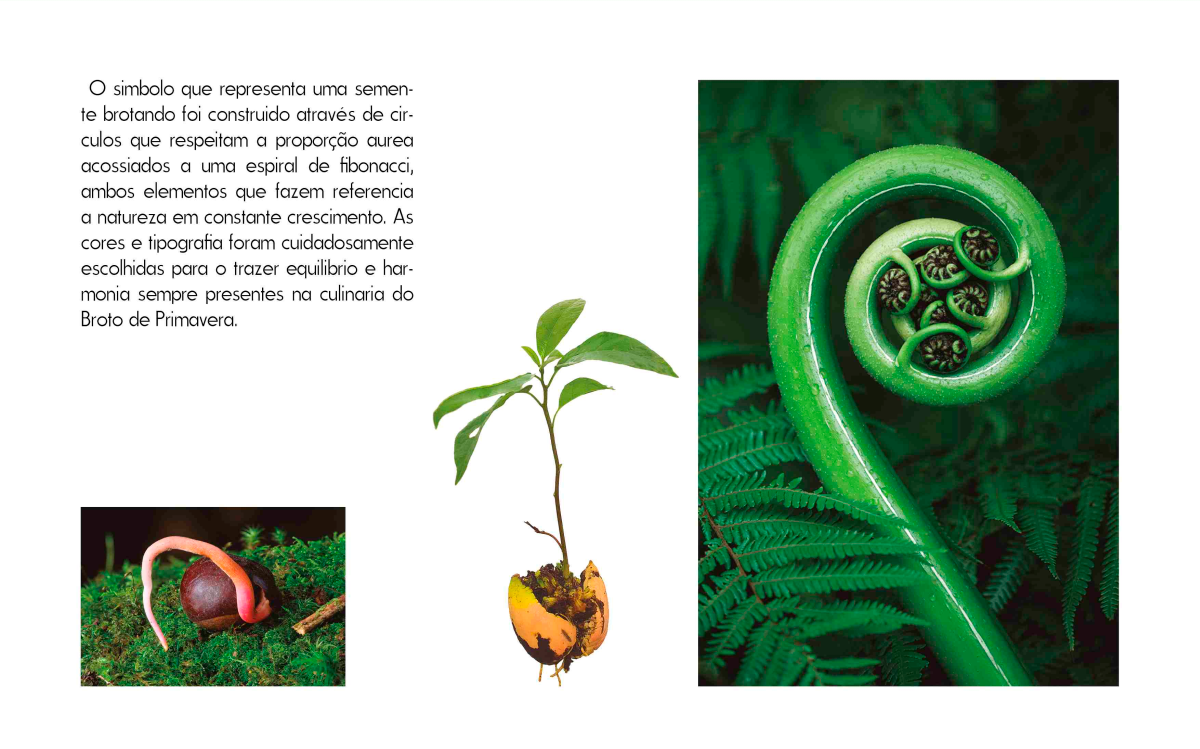 O simbolo que representa uma semen-
te brotando foi construido através de cir-
culos que respeitam a proporção aurea
acossiados a uma espiral de fibonacci,
ambos elementos que fazem referencia
a natureza em constante crescimento. As
cores e tipografia foram cuidadosamente
escolhidas para o trazer equilibrio e har-
monia sempre presentes na culinaria do
Broto de Primavera.